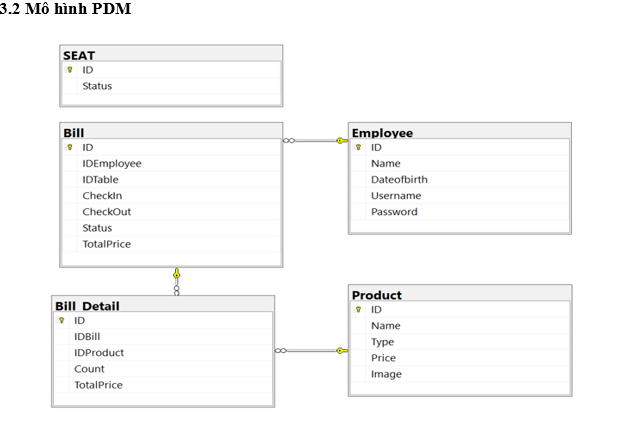 3.2 Mô hình PDM
SEAT
ID
Status
Bill
ID
IDEmployee
IDTable
CheckIn
CheckOut
Status
TotalPrice
Employee
ID
Name
Dateofbirth
Username
Password
Bill_Detail
ID
IDBill
IDProduct
Count
TotalPrice
Product
ID
Name
Type
Price
Image